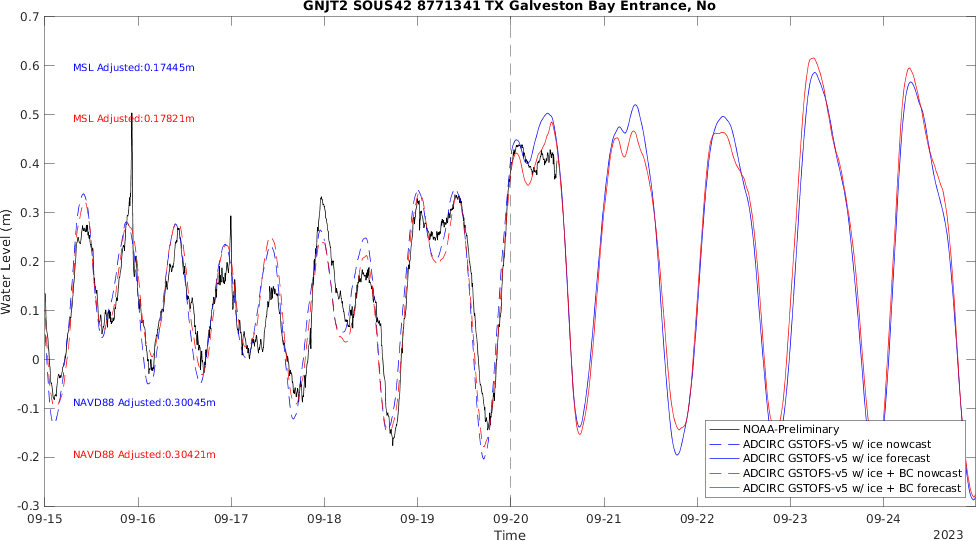 GNJT2 SOUS42 8771341 TX Galveston Bay Entrance, No
0.7
0.6
0.5
0.4
0.3
0.2
0.1
0
-0.1
-0.2
-0.3
Water Level (m)
MSL Adjusted:0.17445m
MSL Adjusted:0.17821m
NAVD88 Adjusted:0.30045m
NAVD88 Adjusted:0.30421m
NOAA-Preliminary
ADCIRC GSTOFS-v5 w/ ice nowcast
ADCIRC GSTOFS-v5 w/ ice forecast
ADCIRC GSTOFS-v5 w/ ice + BC nowcast
ADCIRC GSTOFS-v5 w/ ice + BC forecast
09-15 09-16 09-17 09-18 09-19 09-20 09-21 09-22 09-23 09-24
Time
2023